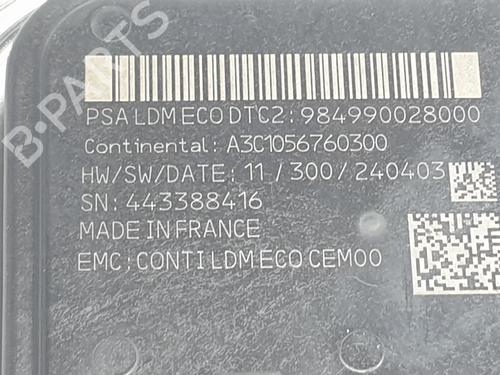 PSA LDM ECO DTC2: 984990028000
Continental: A3C1056760300
HW/SW/DATE: 11 / 300 / 240403
SN: 443388416
MADE IN FRANCE
EMC: CONTI LDM ECO CEM00
B-PARTS